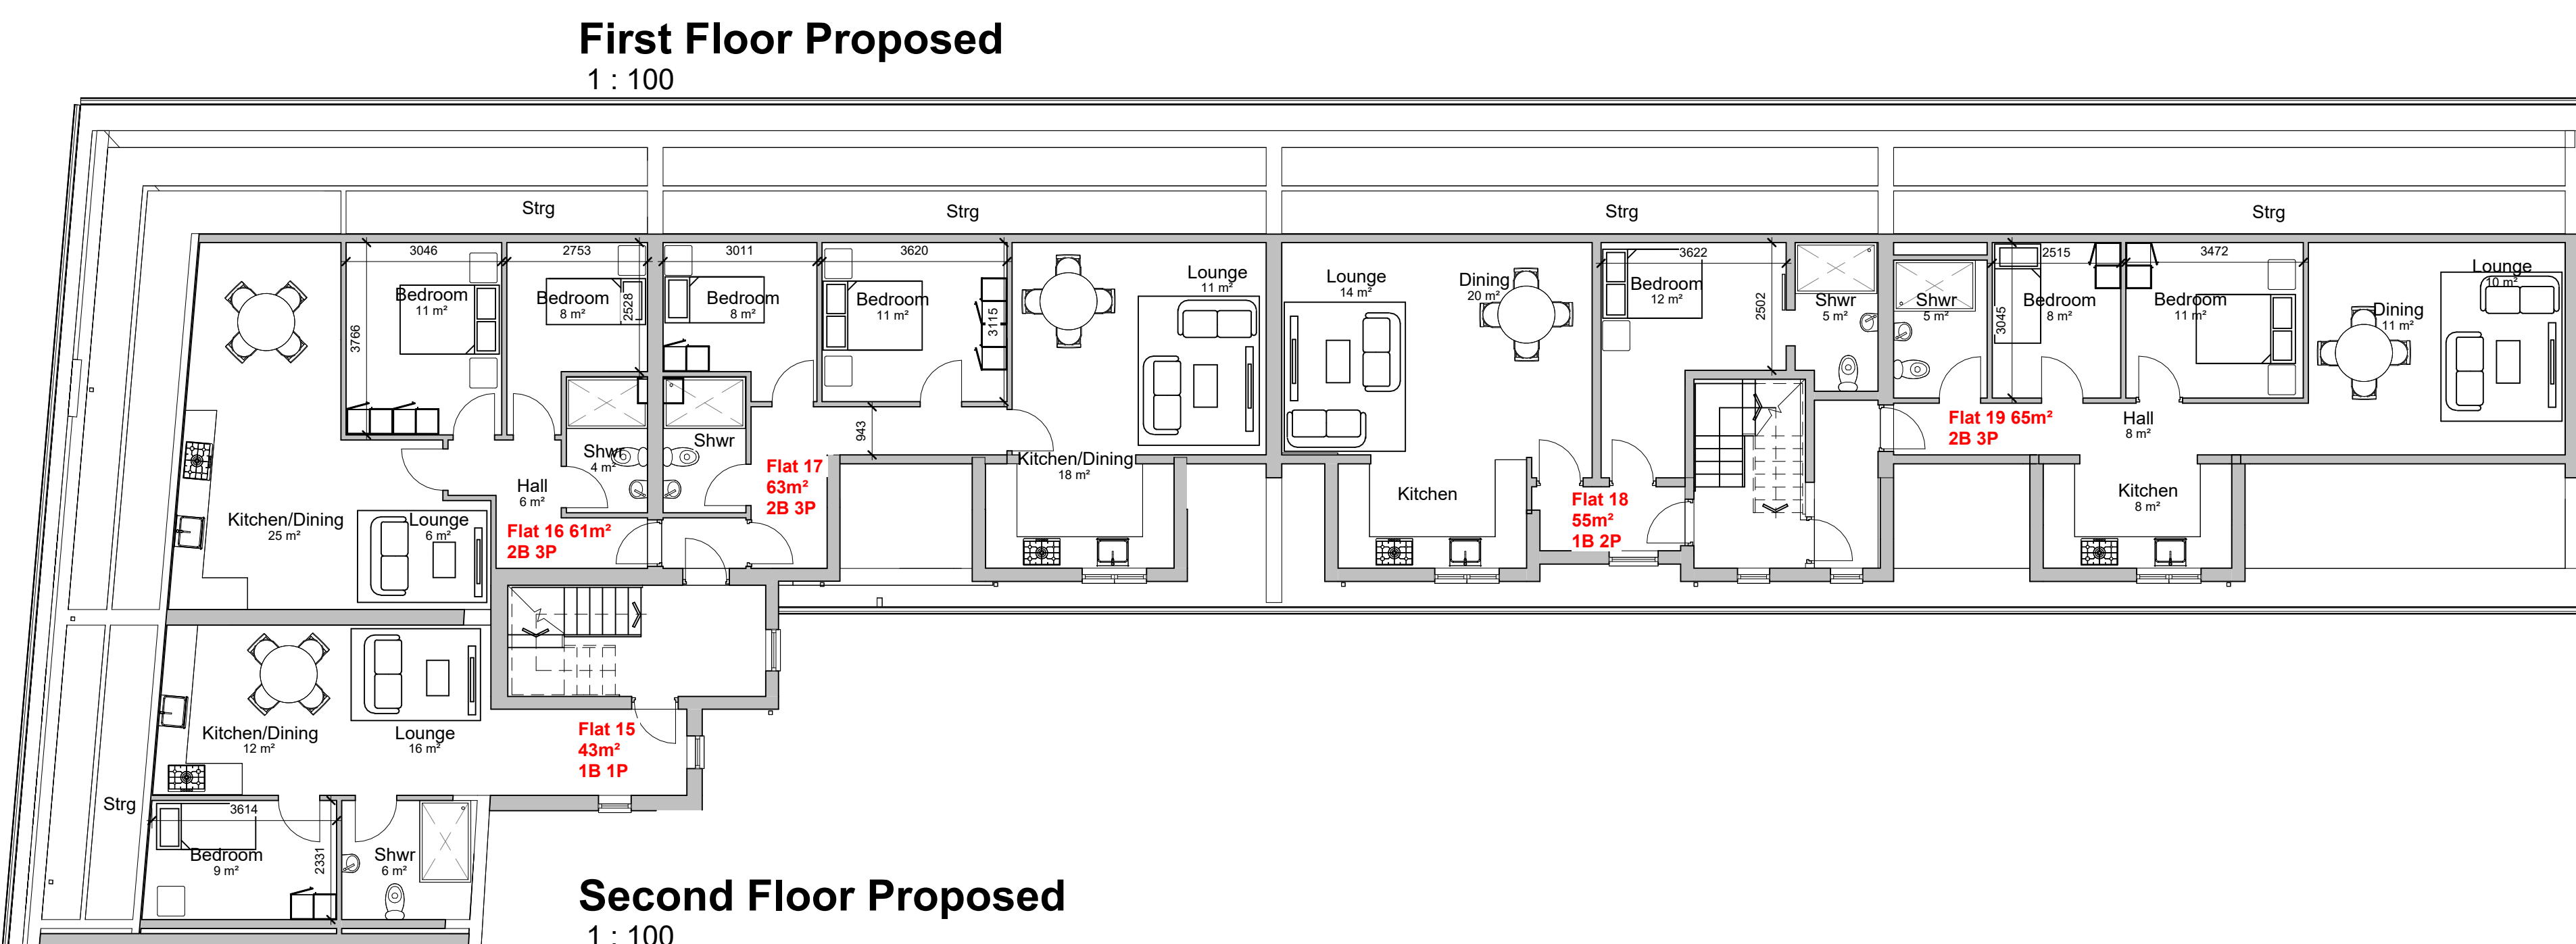 First Floor Proposed
1 : 100
Strg
Strg
Strg
Strg
3046
2753
3011
3620
3622
2515
3472
Bedroom
11 m²
3766
Bedroom
8 m²
2528
Bedroom
8 m²
Bedroom
11 m²
3115
Lounge
11 m²
Lounge
14 m²
Dining
20 m²
Bedroom
12 m²
2502
Shwr
5 m²
Shwr
5 m²
3045
Bedroom
8 m²
Bedroom
11 m²
Dining
11 m²
Lounge
10 m²
Shwr
4 m²
Shwr
943
Hall
6 m²
Flat 16 61m²
2B 3P
Flat 17
63m²
2B 3P
Kitchen/Dining
18 m²
Kitchen
Flat 18
55m²
1B 2P
Flat 19 65m²
2B 3P
Hall
8 m²
Kitchen
8 m²
Kitchen/Dining
25 m²
Lounge
6 m²
Kitchen/Dining
12 m²
Lounge
16 m²
Flat 15
43m²
1B 1P
Strg
3614
Bedroom
9 m²
2331
Shwr
6 m²
Second Floor Proposed
1 : 100